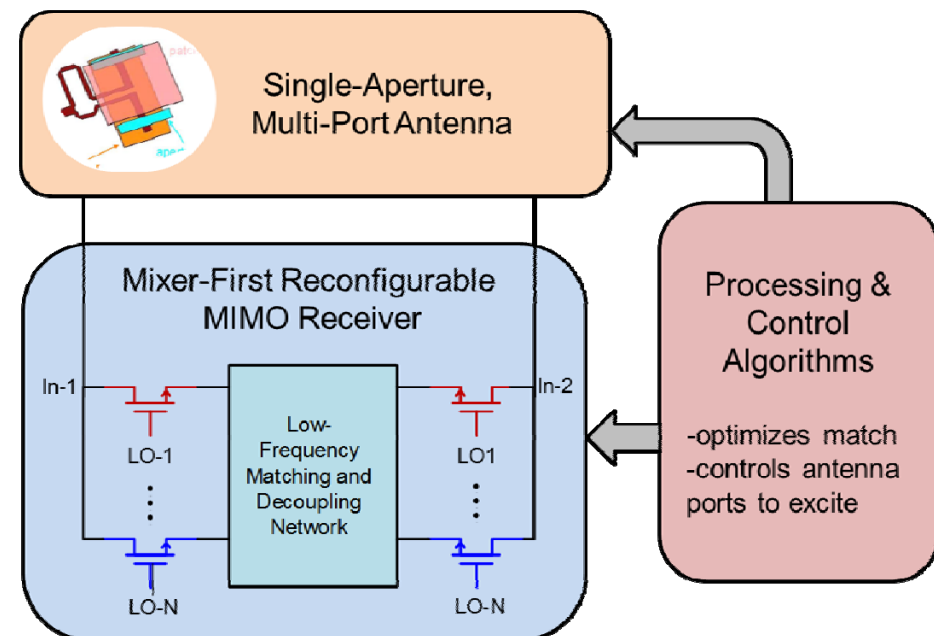 patch
Single-Aperture,
Multi-Port Antenna
Mixer-First Reconfigurable
MIMO Receiver
In-1
In-2
LO-1
LO1
Low-
Frequency
Matching and
Decoupling
Network
LO-N
LO-N
Processing &
Control
Algorithms
-optimizes match
-controls antenna
ports to excite